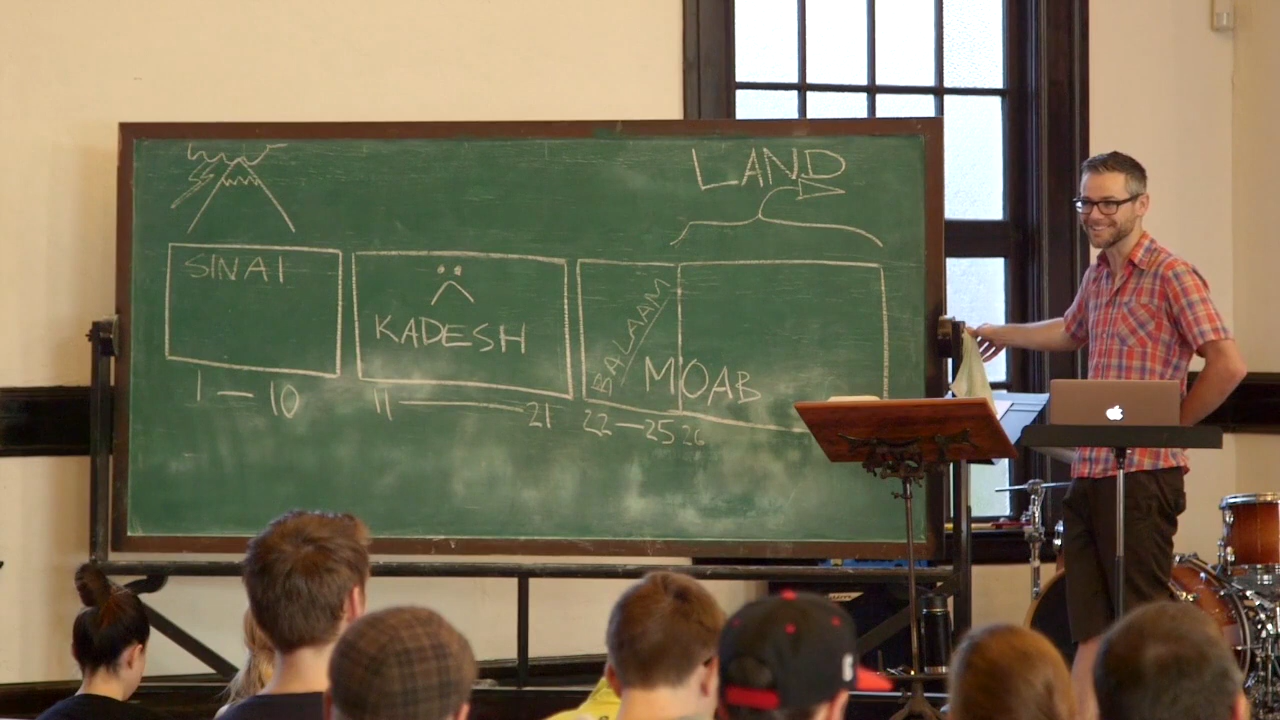 LAND
SINAI
KADESH
BALAAM
MOAB
1 — 10
11 — 21
22 — 25 26